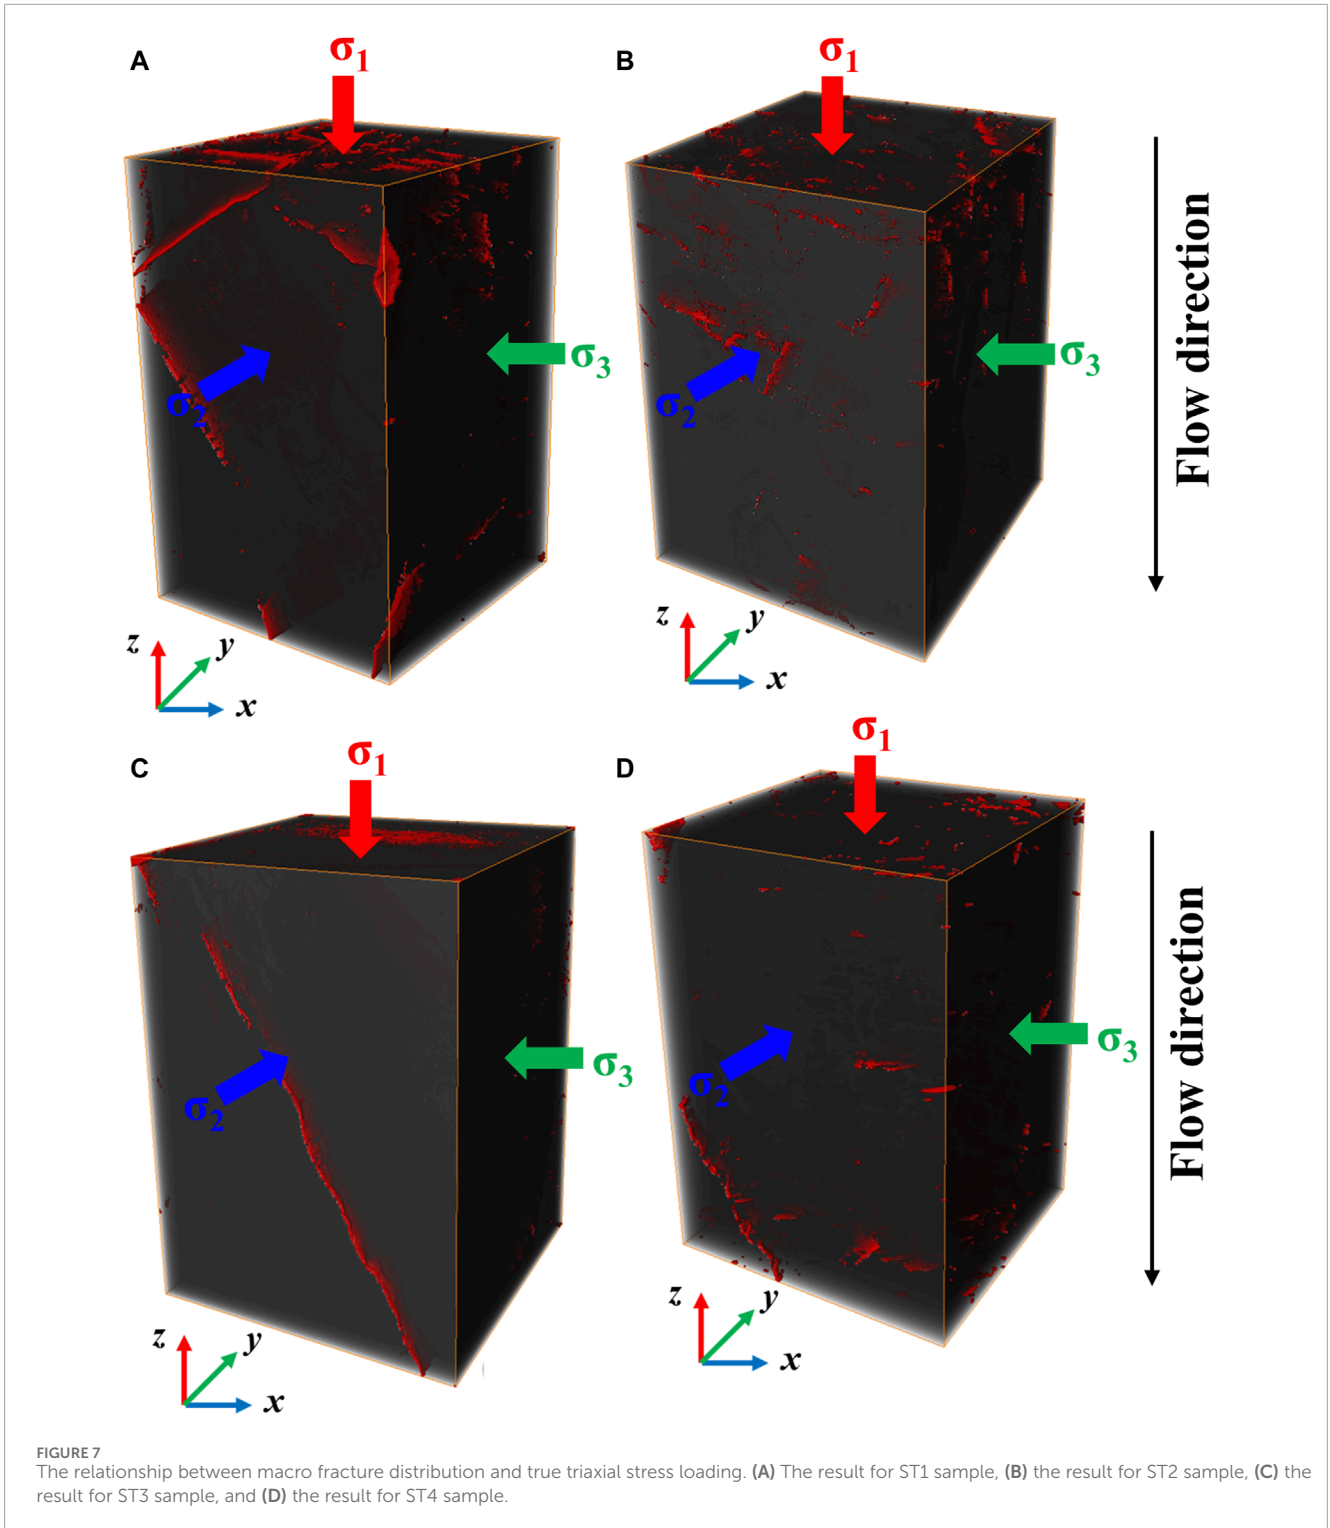 A
σ1
B
σ1
σ2
σ3
σ2
σ3
Flow direction
z
y
x
z
y
x
C
σ1
D
σ1
σ2
σ3
σ2
σ3
Flow direction
z
y
x
z
y
x
FIGURE 7
The relationship between macro fracture distribution and true triaxial stress loading. (A) The result for ST1 sample, (B) the result for ST2 sample, (C) the
result for ST3 sample, and (D) the result for ST4 sample.